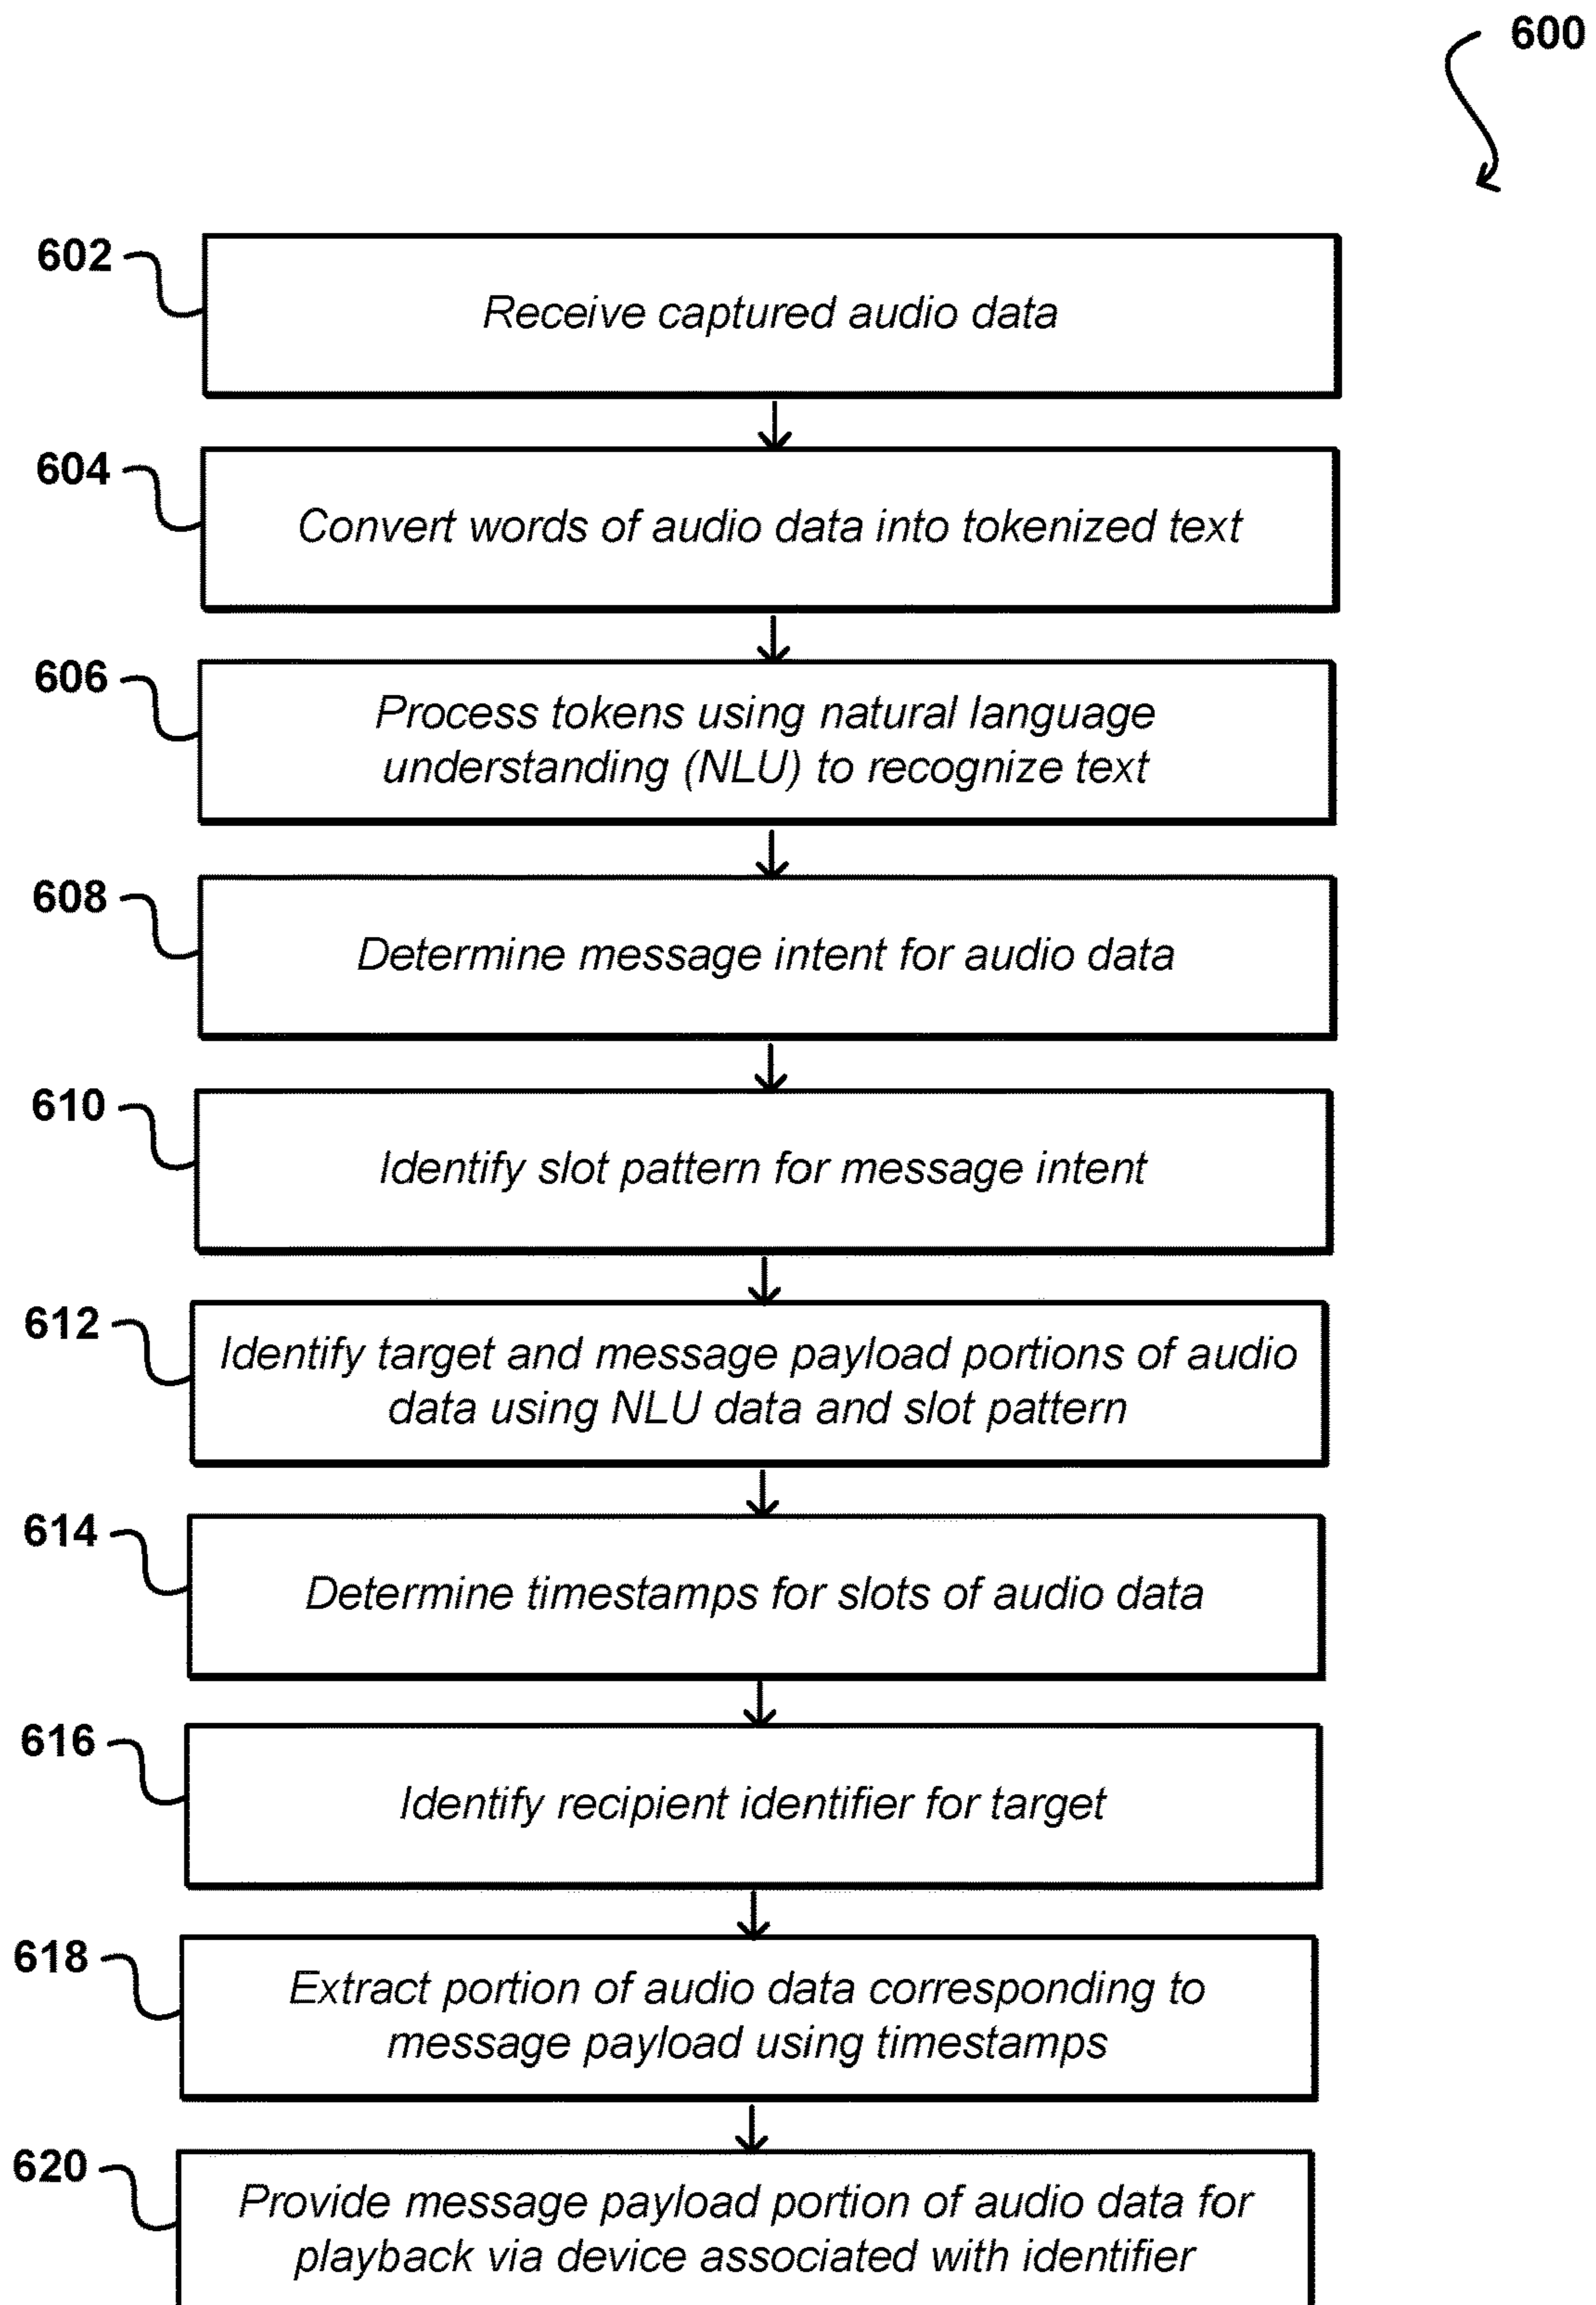 600
602
Receive captured audio data
604
Convert words of audio data into tokenized text
606
Process tokens using natural language
understanding (NLU) to recognize text
608
Determine message intent for audio data
610
Identify slot pattern for message intent
612
Identify target and message payload portions of audio
data using NLU data and slot pattern
614
Determine timestamps for slots of audio data
616
Identify recipient identifier for target
618
Extract portion of audio data corresponding to
message payload using timestamps
620
Provide message payload portion of audio data for
playback via device associated with identifier